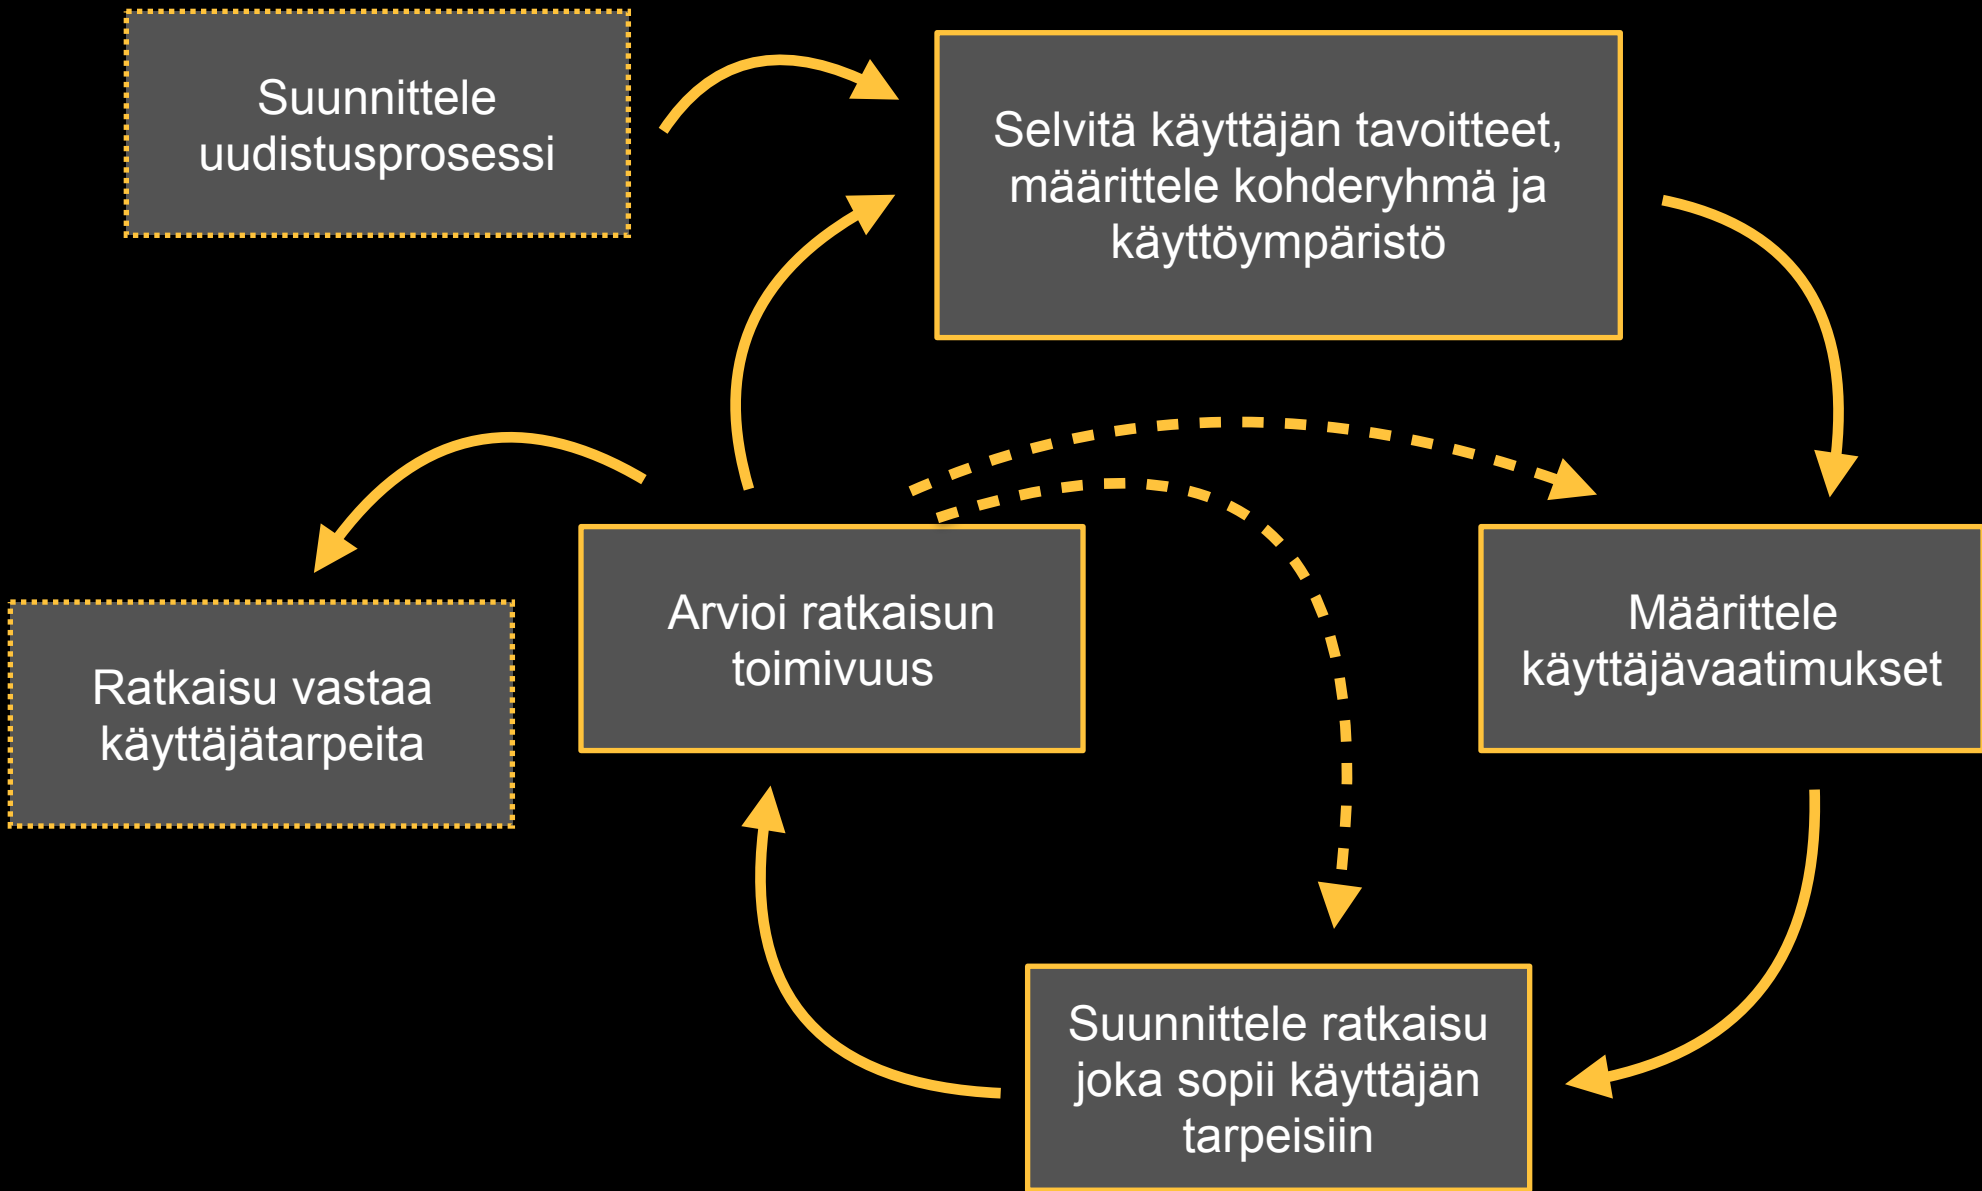 Suunnittele
uudistusprosessi
Selvitä käyttäjän tavoitteet,
määrittele kohderyhmä ja
käyttöympäristö
Arvioi ratkaisun
toimivuus
Määrittele
käyttäjävaatimukset
Ratkaisu vastaa
käyttäjätarpeita
Suunnittele ratkaisu
joka sopii käyttäjän
tarpeisiin